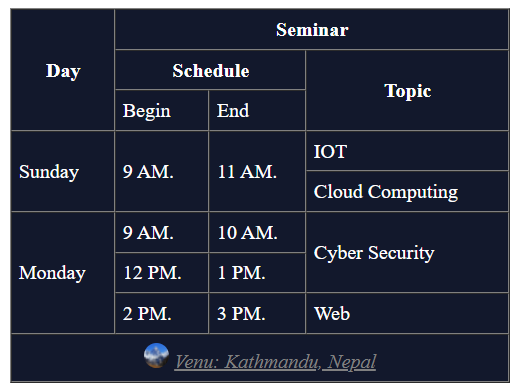 Seminar
Day
Schedule
Topic
Begin End
Sunday 9 AM. 11 AM. IOT
Cloud Computing
Monday 9 AM. 10 AM. Cyber Security
12 PM. 1 PM.
2 PM. 3 PM. Web
Venu: Kathmandu, Nepal